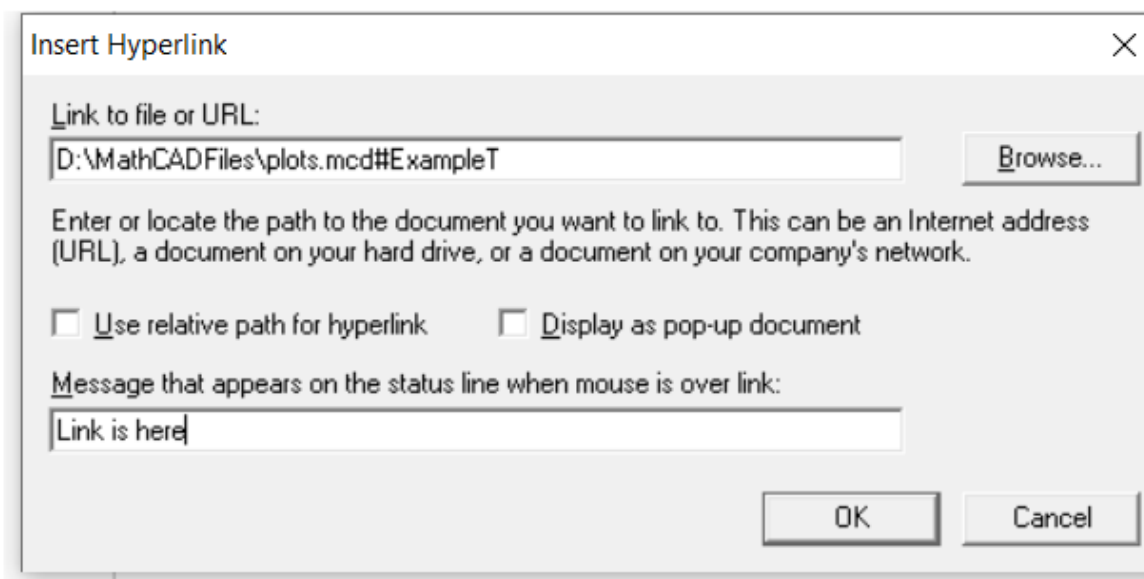 Insert Hyperlink
Link to file or URL:
D:\MathCADFiles\plots.mcd#ExampleT
Browse...
Enter or locate the path to the document you want to link to. This can be an Internet address
(URL), a document on your hard drive, or a document on your company's network.
Use relative path for hyperlink
Display as pop-up document
Message that appears on the status line when mouse is over link:
Link is here
OK
Cancel